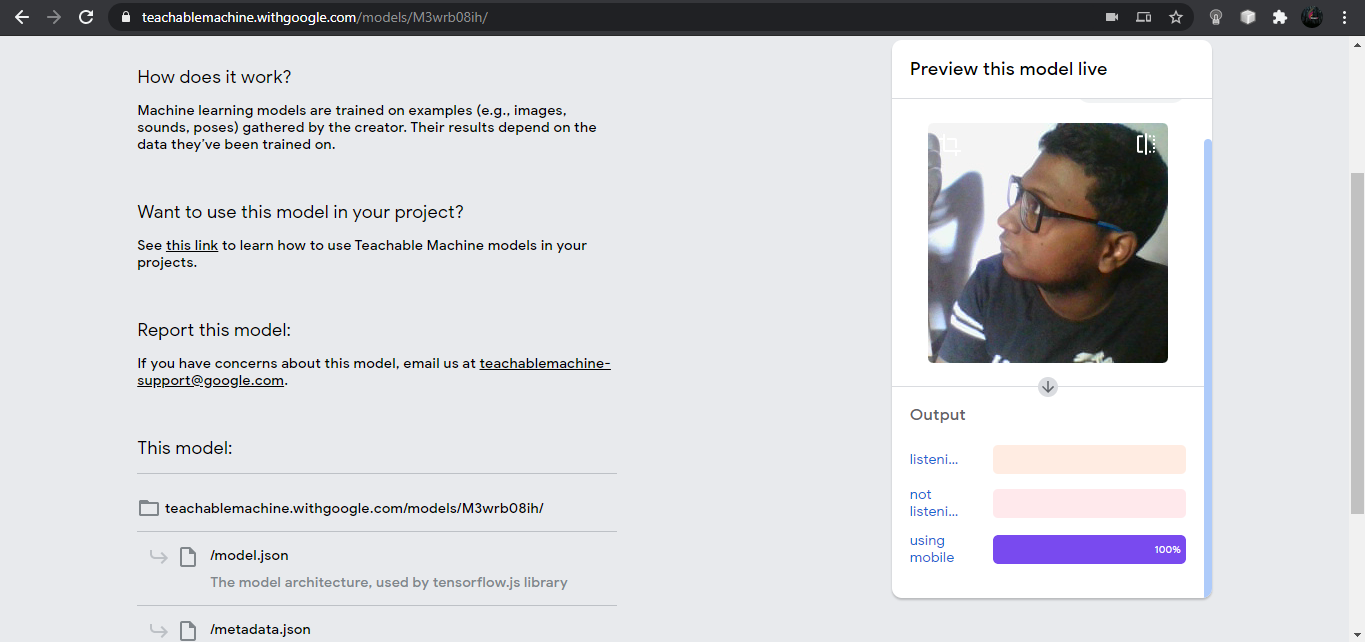 teachablemachine.withgoogle.com/models/M3wrb08ih/
How does it work?
Machine learning models are trained on examples (e.g., images,
sounds, poses) gathered by the creator. Their results depend on the
data they've been trained on.
Want to use this model in your project?
See this link to learn how to use Teachable Machine models in your
projects.
Report this model:
If you have concerns about this model, email us at teachablemachine-
support@google.com.
This model:
teachablemachine.withgoogle.com/models/M3wrb08ih/
/model.json
The model architecture, used by tensorflow.js library
/metadata.json
Preview this model live
Output
listeni...
not
listeni...
using
mobile
100%